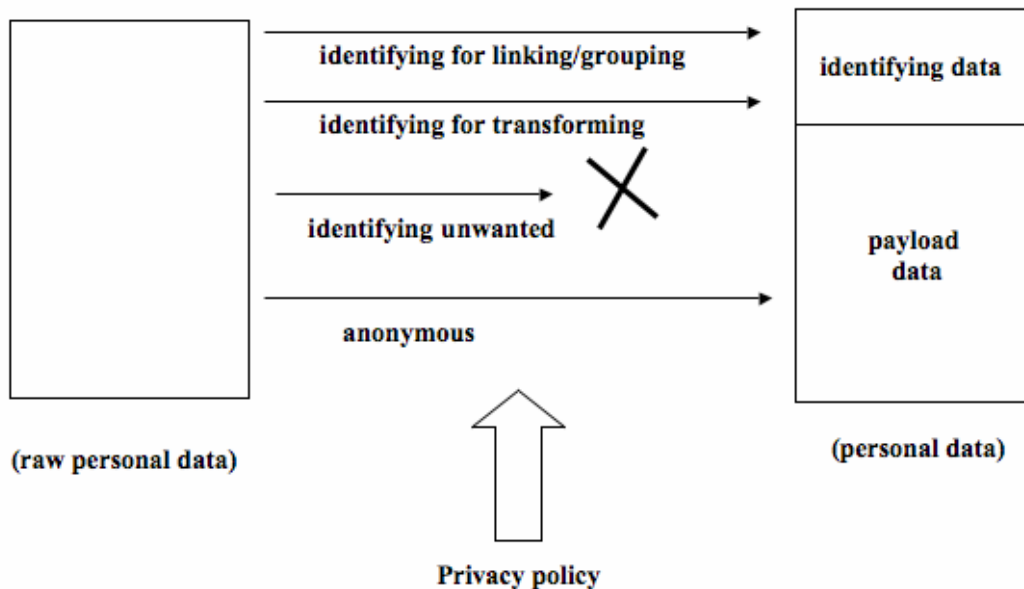 identifying for linking/grouping
identifying data
identifying for transforming
identifying unwanted
payload
data
anonymous
(raw personal data)
(personal data)
Privacy policy